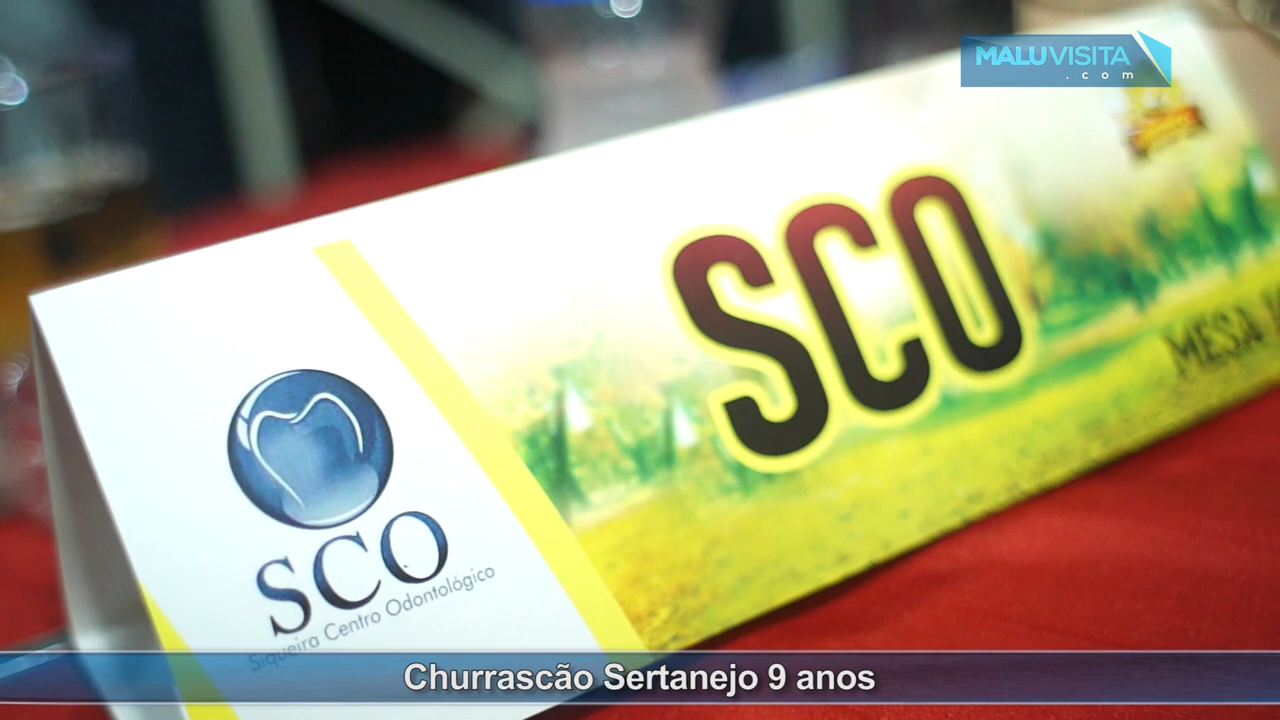 MALUVISITA
.com
SCO
MESA
SCO
Siqueira Centro Odontológico
Churrascão Sertanejo 9 anos